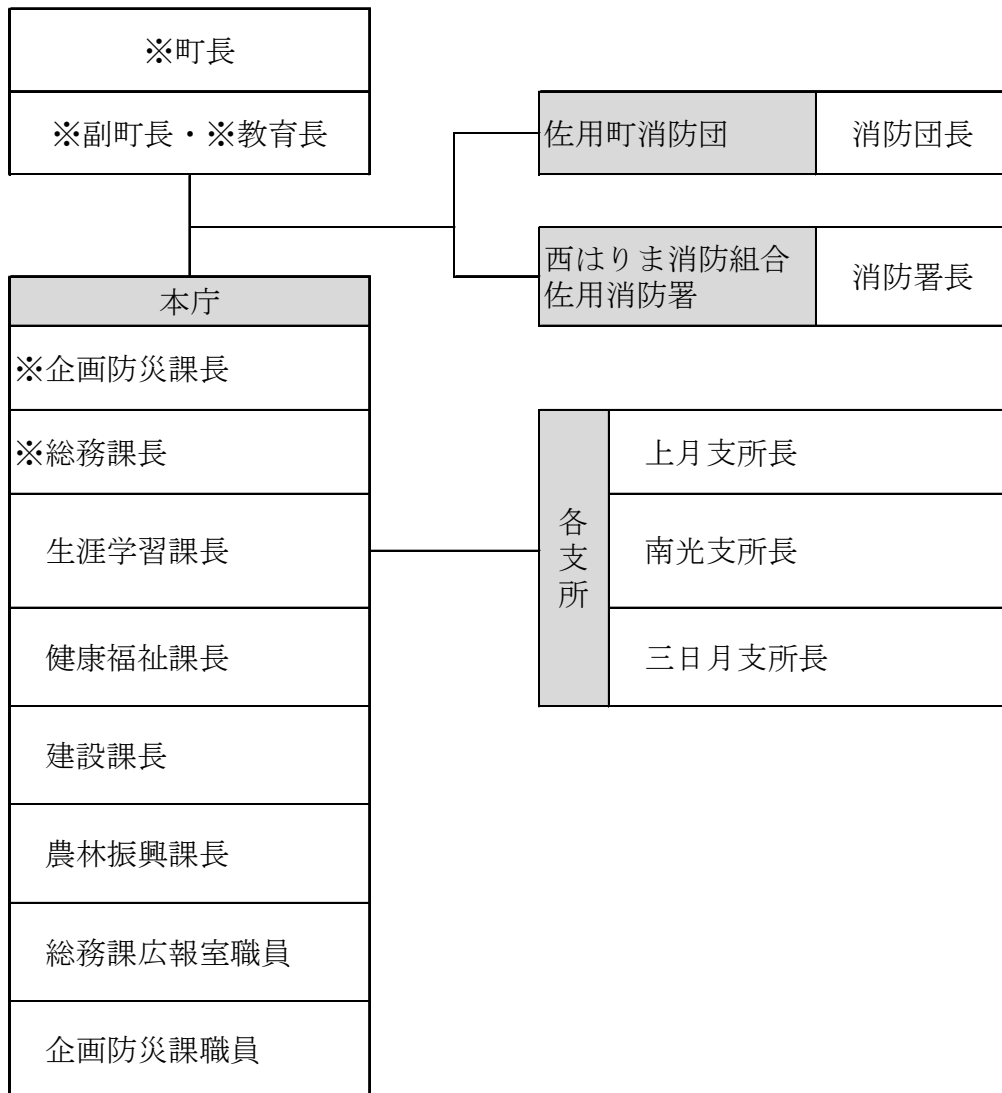 ※町長
※副町長・※教育長
佐用町消防団
消防団長
西はりま消防組合
佐用消防署
消防署長
本庁
※企画防災課長
※総務課長
生涯学習課長
健康福祉課長
建設課長
農林振興課長
総務課広報室職員
企画防災課職員
各支所
上月支所長
南光支所長
三日月支所長